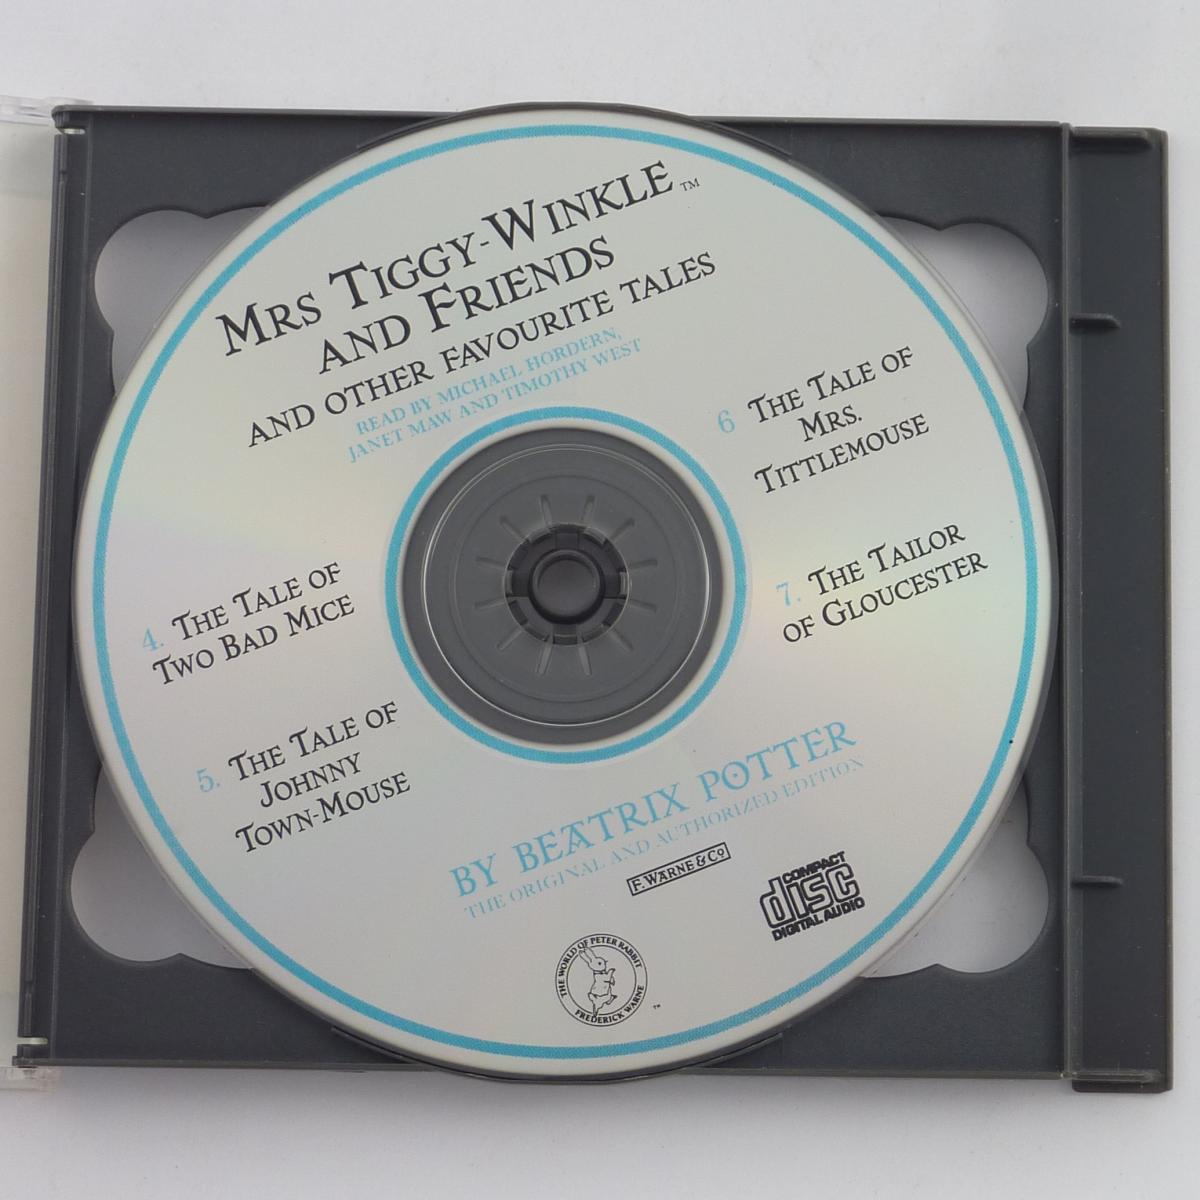 MRS TIGGY-WINKLE™
AND FRIENDS
AND OTHER FAVOURITE TALES
READ BY MICHAEL HORDERN,
JANET MAW AND TIMOTHY WEST
4. THE TALE OF
TWO BAD MICE
5. THE TALE OF
JOHNNY
TOWN-MOUSE
6 THE TALE OF
MRS.
TITTLEMOUSE
7. THE TAILOR
OF GLOUCESTER
BY BEATRIX POTTER
THE ORIGINAL AND AUTHORIZED EDITION
F. WARNE & Co
COMPACT
disc
DIGITAL AUDIO
THE WORLD OF PETER RABBIT
FREDERICK WARNE
™